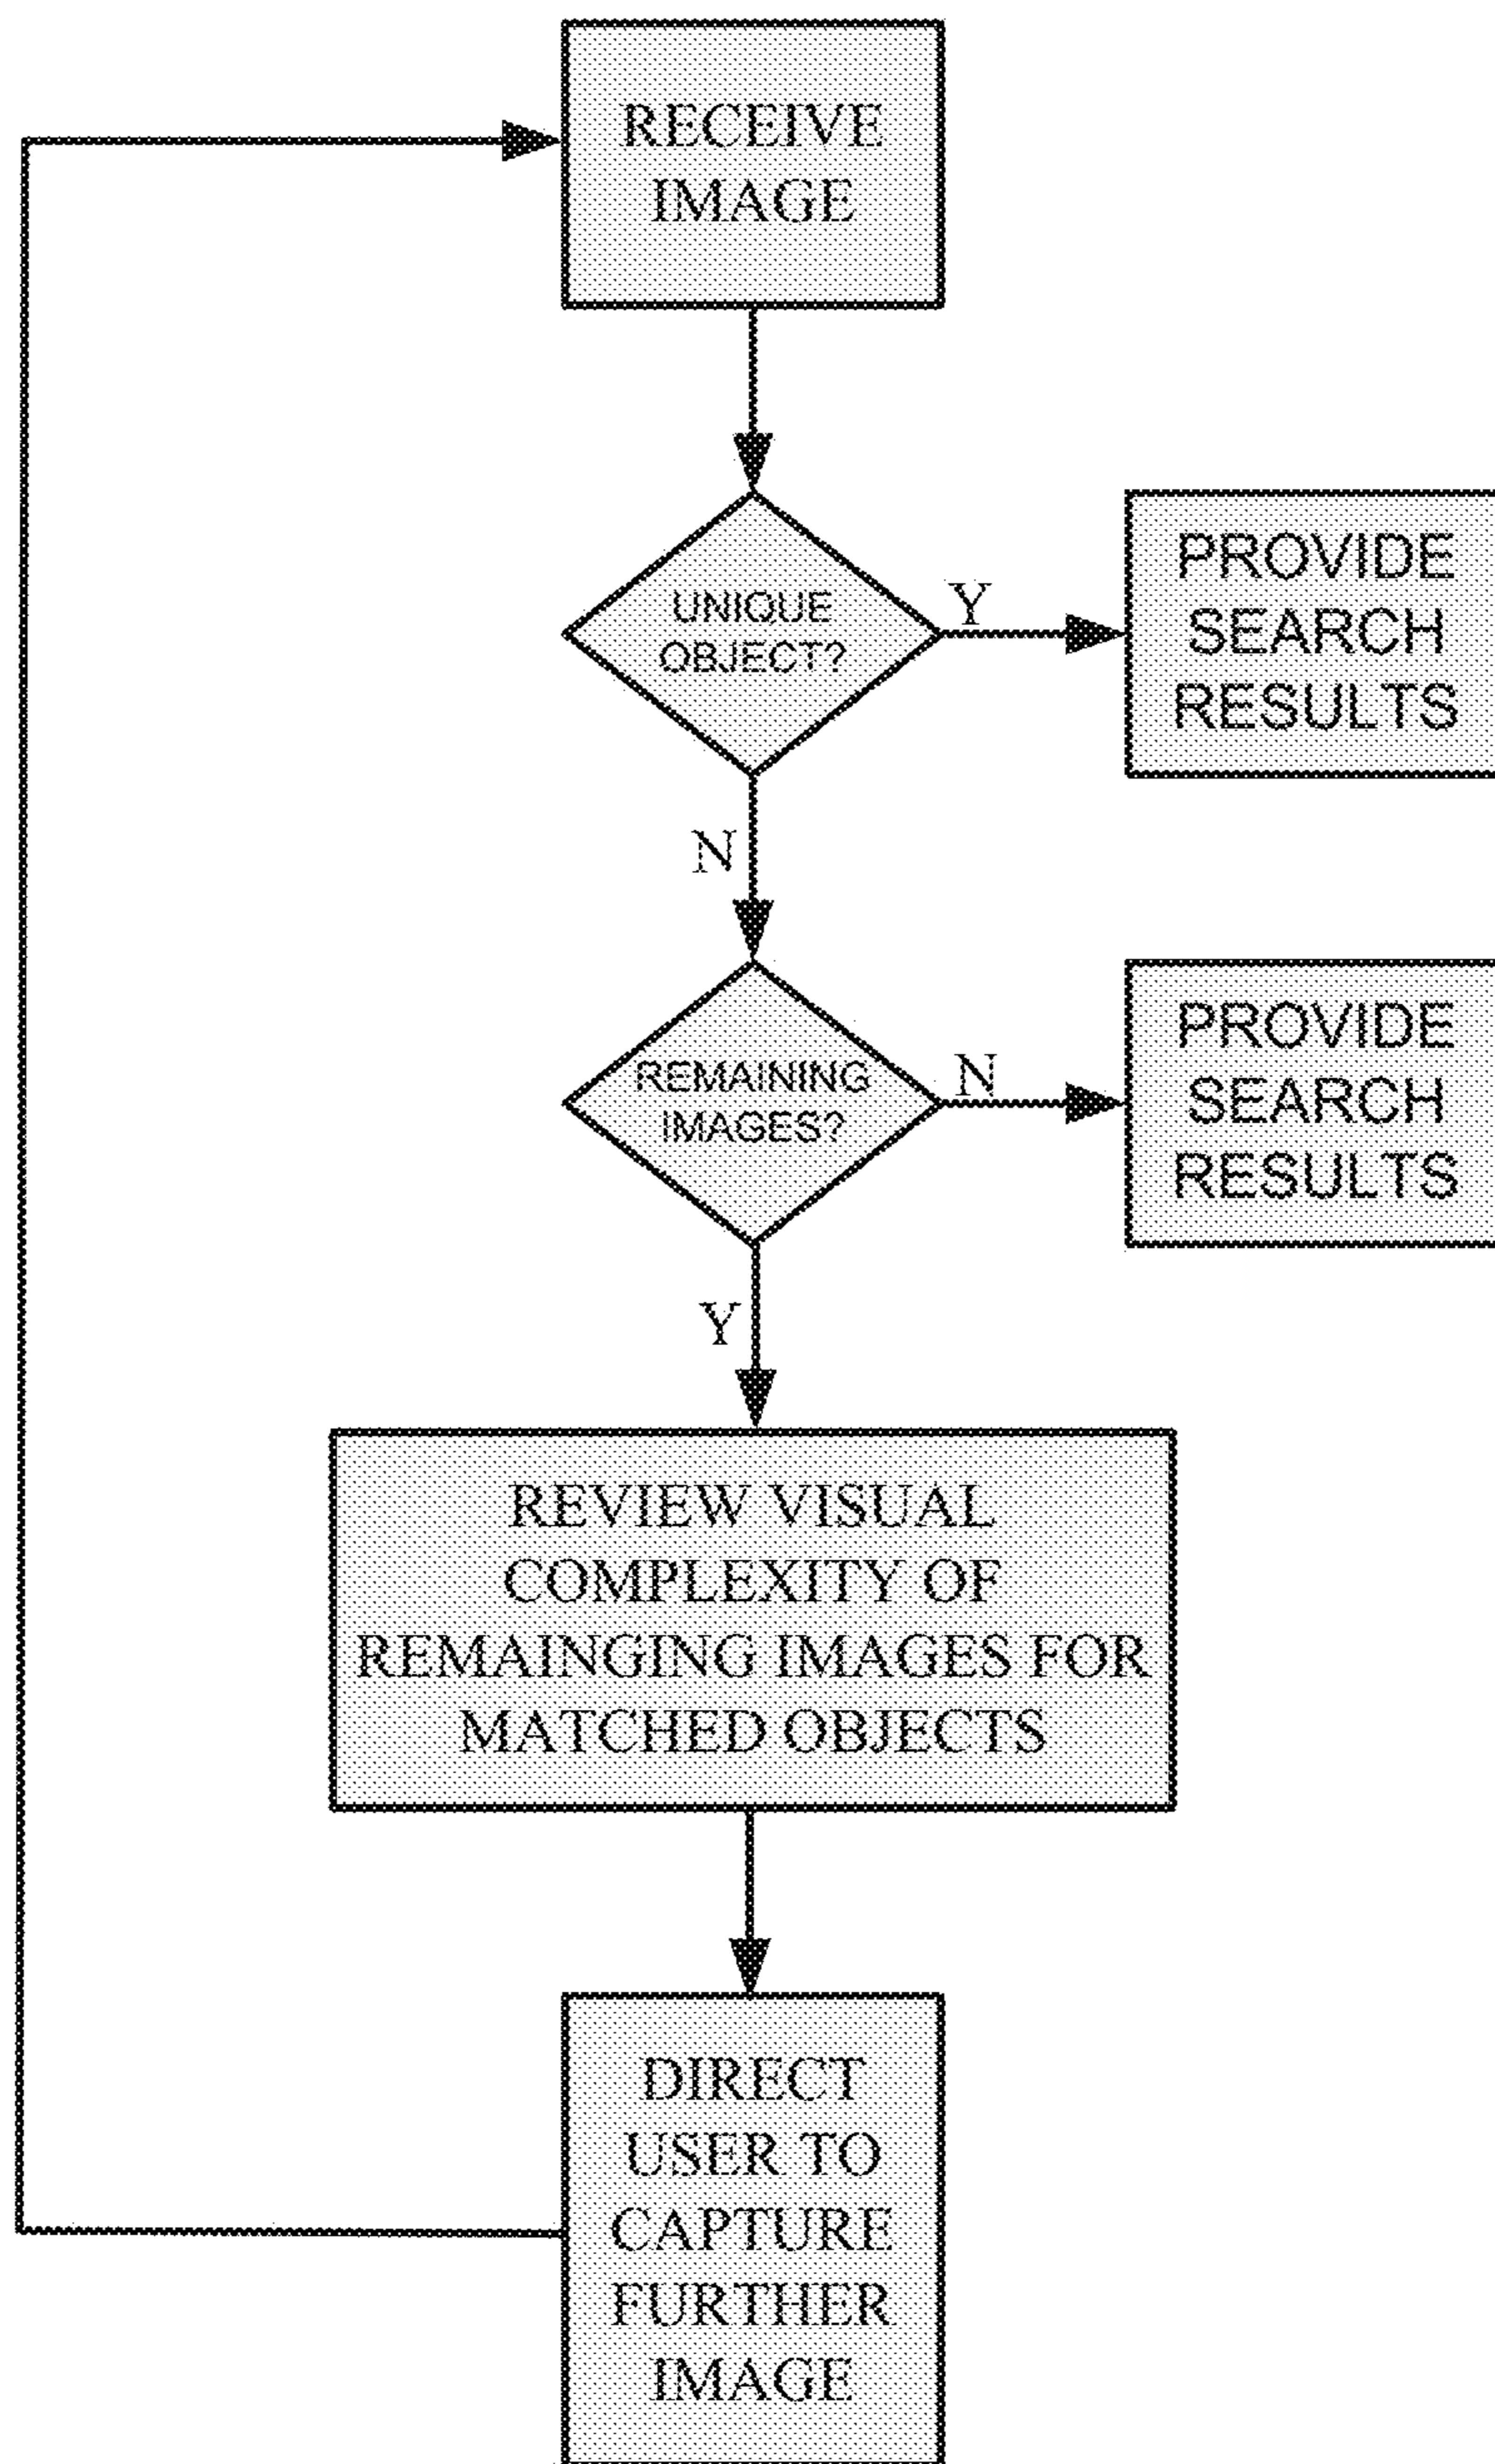 RECEIVE
IMAGE
UNIQUE
OBJECT?
Y
PROVIDE
SEARCH
RESULTS
N
REMAINING
IMAGES?
N
PROVIDE
SEARCH
RESULTS
Y
REVIEW VISUAL
COMPLEXITY OF
REMAINGING IMAGES FOR
MATCHED OBJECTS
DIRECT
USER TO
CAPTURE
FURTHER
IMAGE